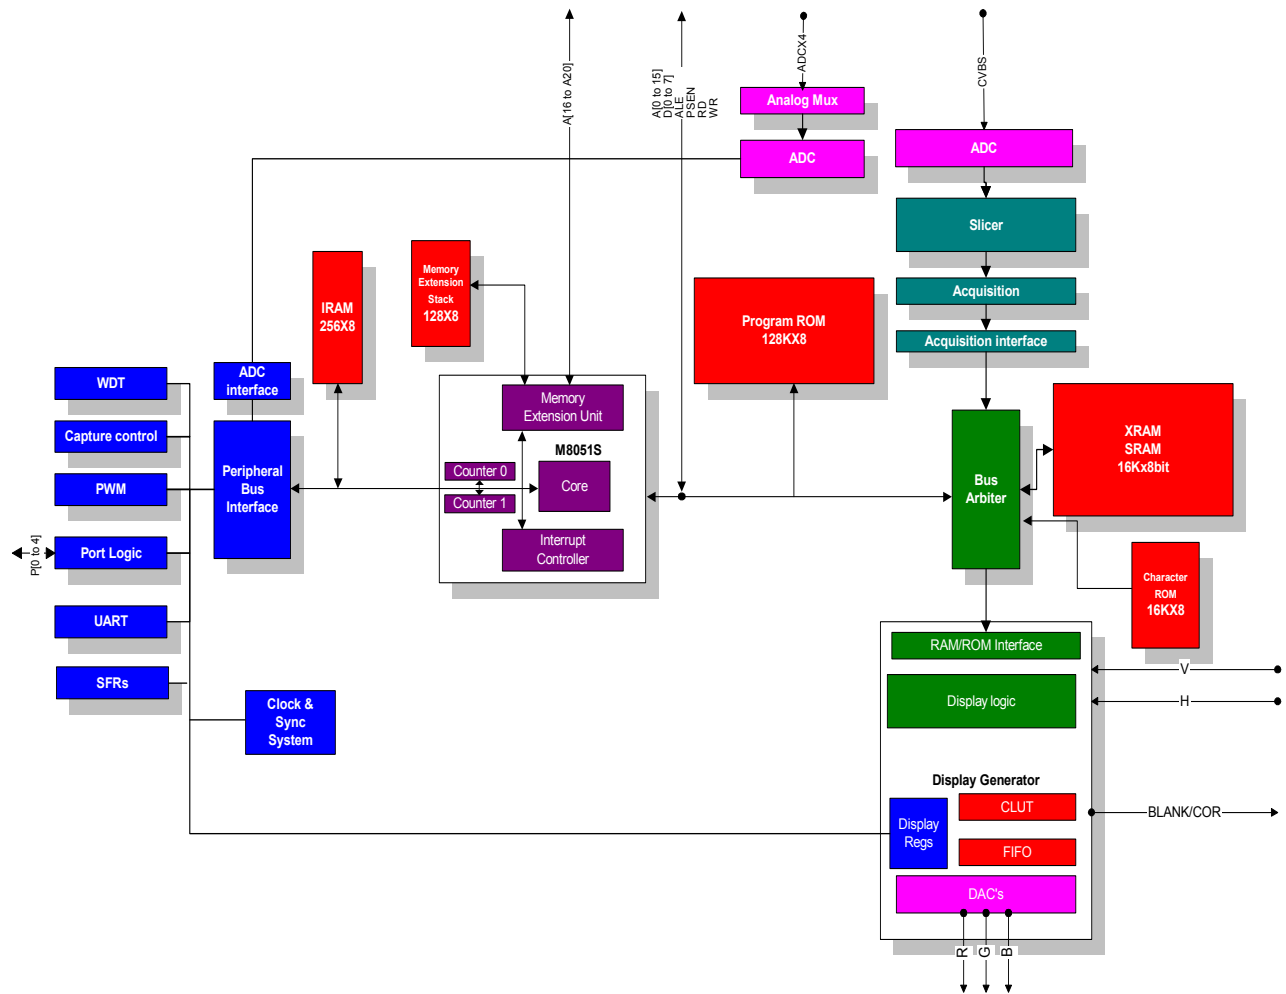 A[16 to A20]
A[0 to 15]
D[0 to 7]
ALE
PSEN
RD
WR
ADCX4
CVBS
Analog Mux
ADC
ADC
Slicer
Acquisition
Acquisition interface
IRAM
256X8
Memory
Extension
Stack
128X8
Program ROM
128KX8
ADC
interface
WDT
Capture control
PWM
Port Logic
P[0 to 4]
UART
SFRs
Peripheral
Bus
Interface
Clock &
Sync
System
Memory
Extension Unit
M8051S
Counter 0
Counter 1
Core
Interrupt
Controller
Bus
Arbiter
XRAM
SRAM
16Kx8bit
Character
ROM
16KX8
RAM/ROM Interface
Display logic
V
H
Display Generator
CLUT
Display
Regs
FIFO
BLANK/COR
DAC's
R
G
B